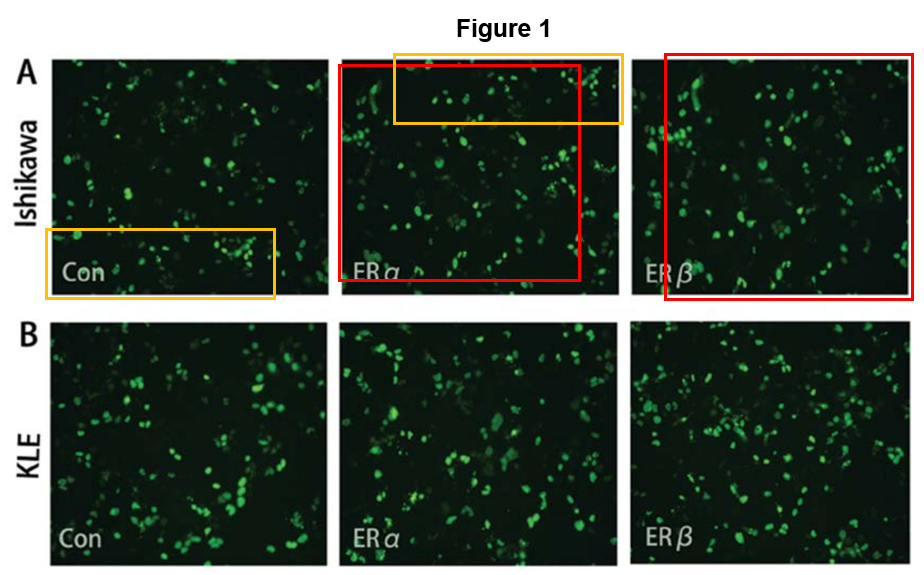 Figure 1
A
Ishikawa
Con
ERα
ERβ
B
KLE
Con
ERα
ERβ